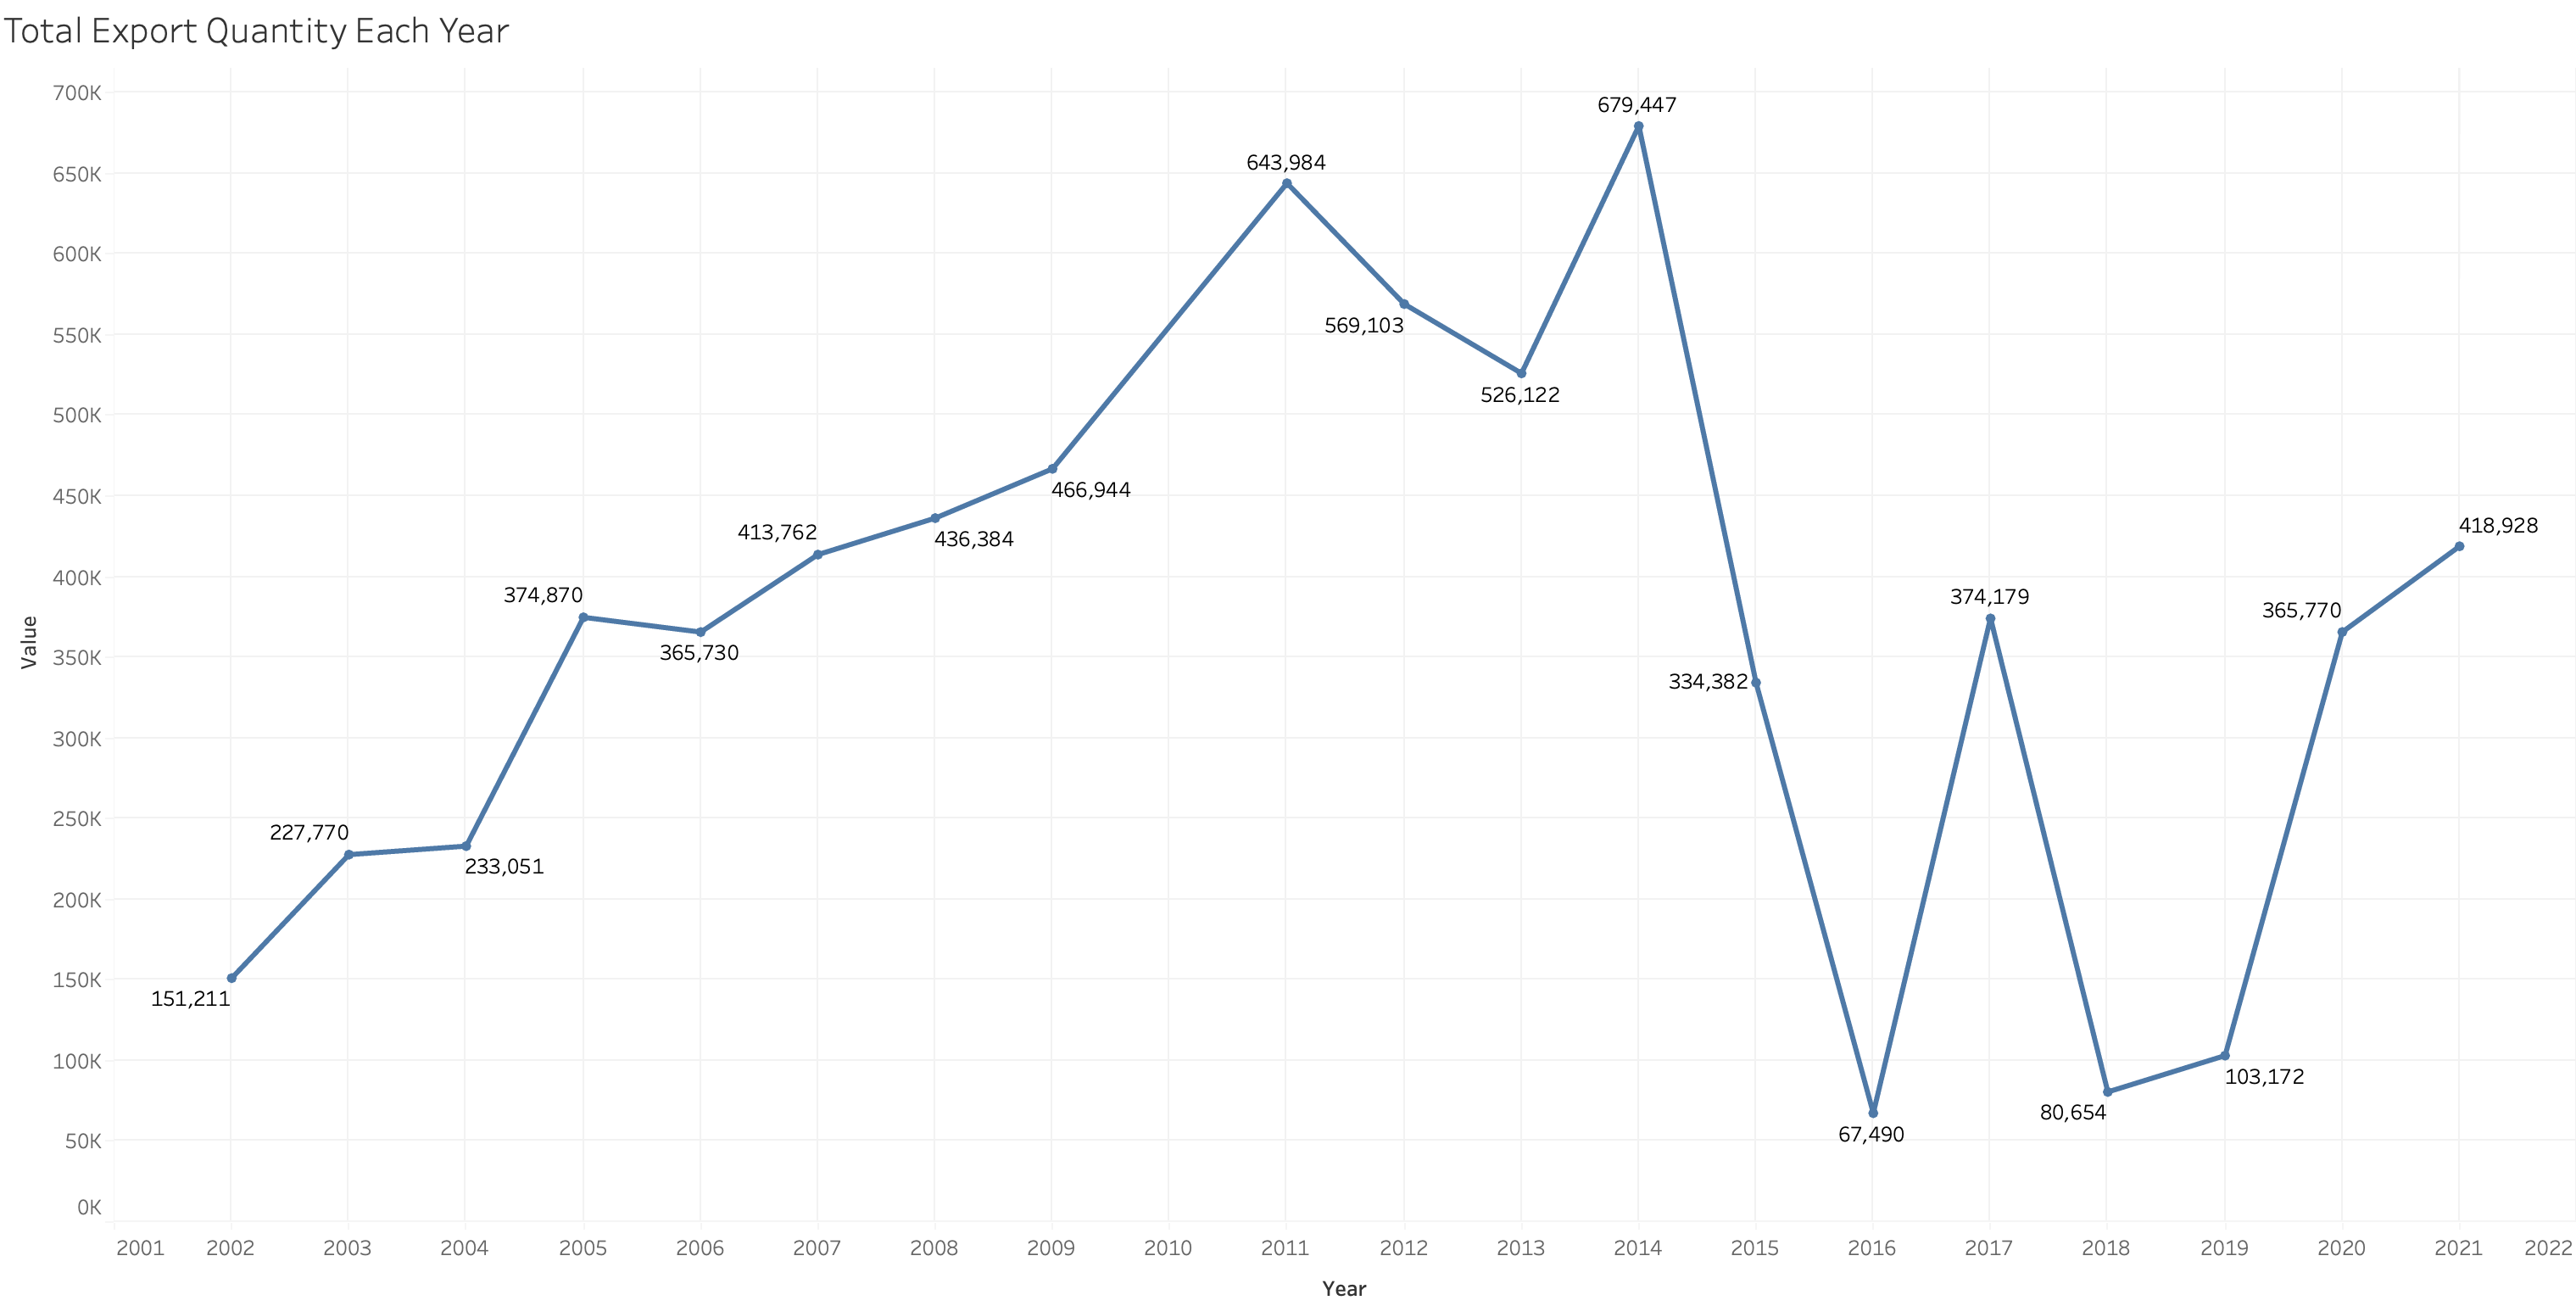 Total Export Quantity Each Year
700K
650K
600K
550K
500K
450K
400K
350K
300K
250K
200K
150K
100K
50K
0K
Value
151,211
227,770
233,051
374,870
365,730
413,762
436,384
466,944
643,984
569,103
526,122
679,447
334,382
67,490
374,179
80,654
103,172
365,770
418,928
2001 2002 2003 2004 2005 2006 2007 2008 2009 2010 2011 2012 2013 2014 2015 2016 2017 2018 2019 2020 2021 2022
Year